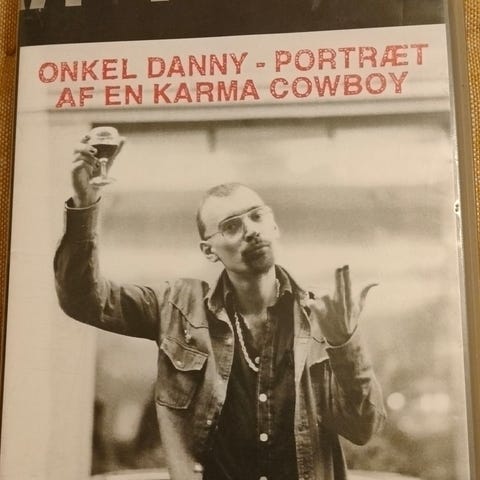 ONKEL DANNY - PORTRÆT
AF EN KARMA COWBOY